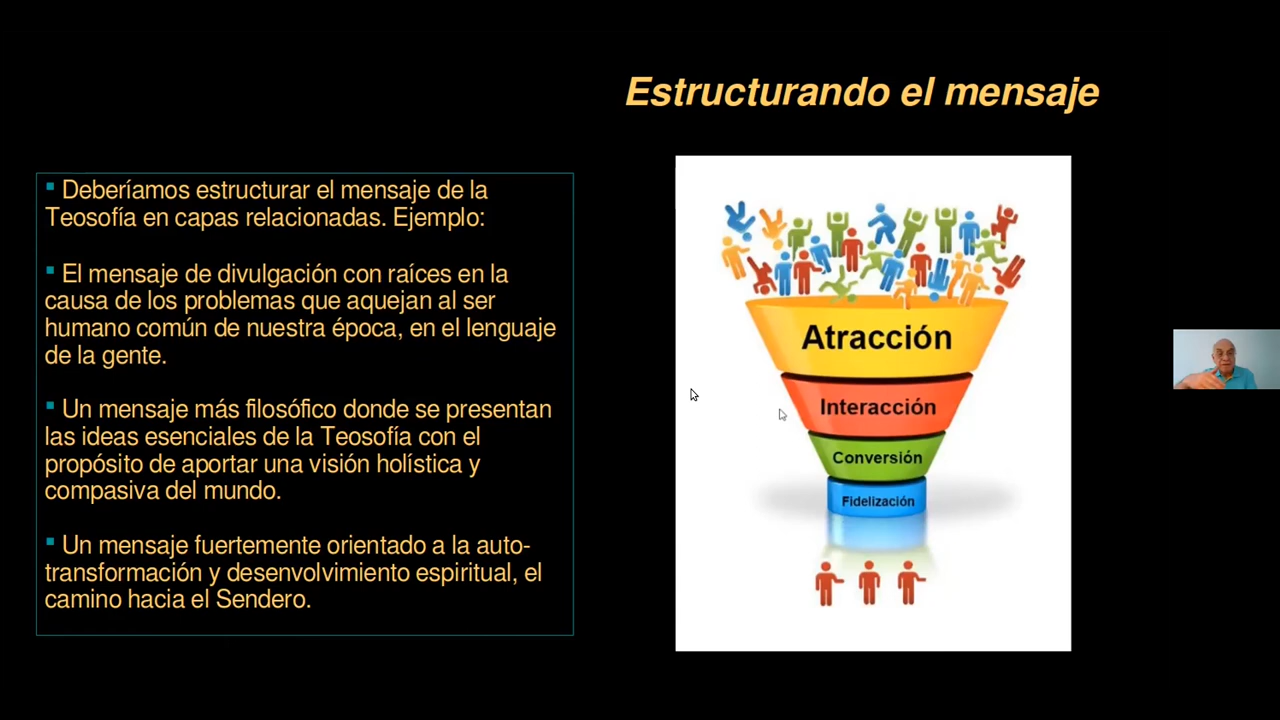 Estructurando el mensaje
Deberíamos estructurar el mensaje de la
Teosofía en capas relacionadas. Ejemplo:
El mensaje de divulgación con raíces en la
causa de los problemas que aquejan al ser
humano común de nuestra época, en el lenguaje
de la gente.
Un mensaje más filosófico donde se presentan
las ideas esenciales de la Teosofía con el
propósito de aportar una visión holística y
compasiva del mundo.
Un mensaje fuertemente orientado a la auto-
transformación y desenvolvimiento espiritual, el
camino hacia el Sendero.
Atracción
Interacción
Conversión
Fidelización